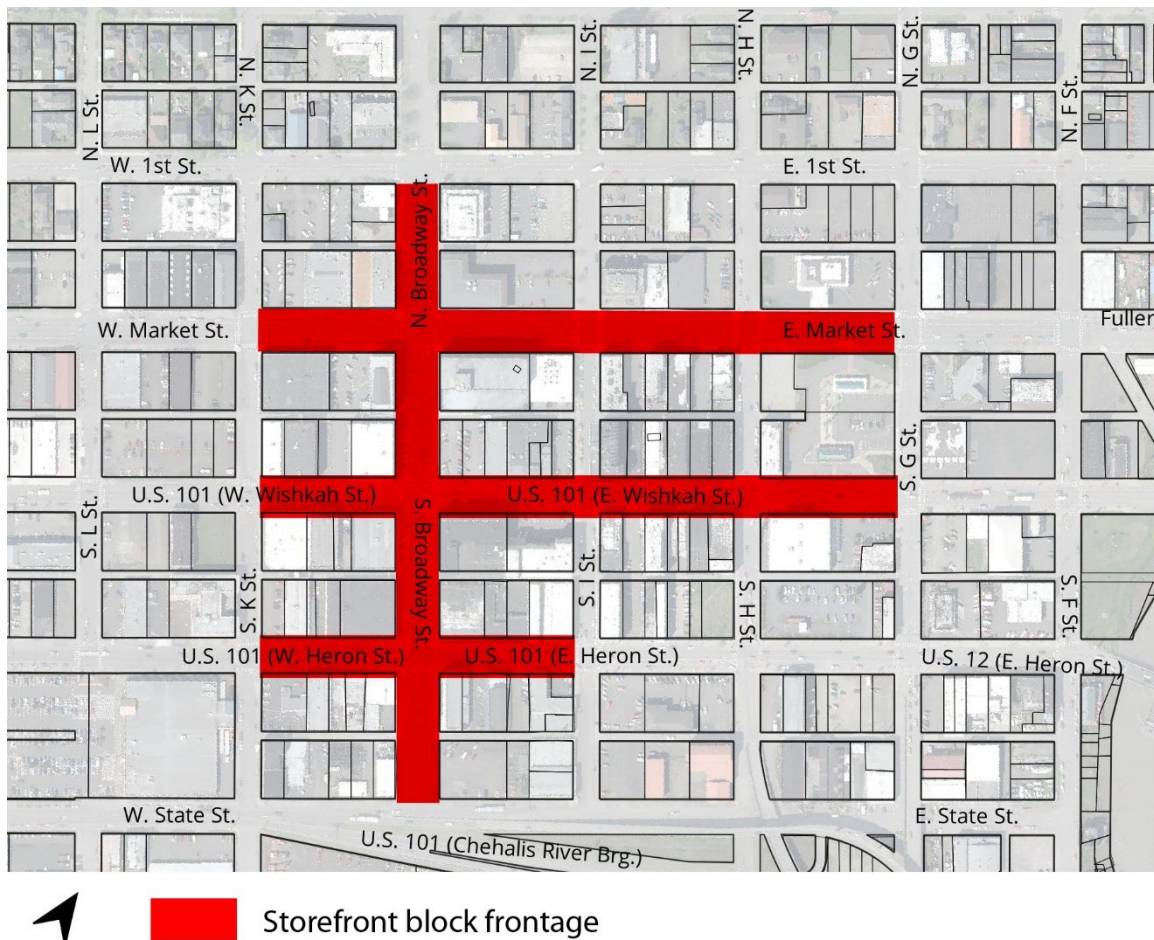 N. L St.
N. K St.
N. I St.
N. H St.
N. G St.
N. F St.
W. 1st St.
E. 1st St.
N. Broadway St.
W. Market St.
E. Market St.
Fuller
U.S. 101 (W. Wishkah St.)
U.S. 101 (E. Wishkah St.)
S. G St.
S. L St.
S. K St.
S. Broadway St.
S. I St.
S. H St.
S. F St.
U.S. 101 (W. Heron St.)
U.S. 101 (E. Heron St.)
U.S. 12 (E. Heron St.)
W. State St.
E. State St.
U.S. 101 (Chehalis River Brg.)
Storefront block frontage